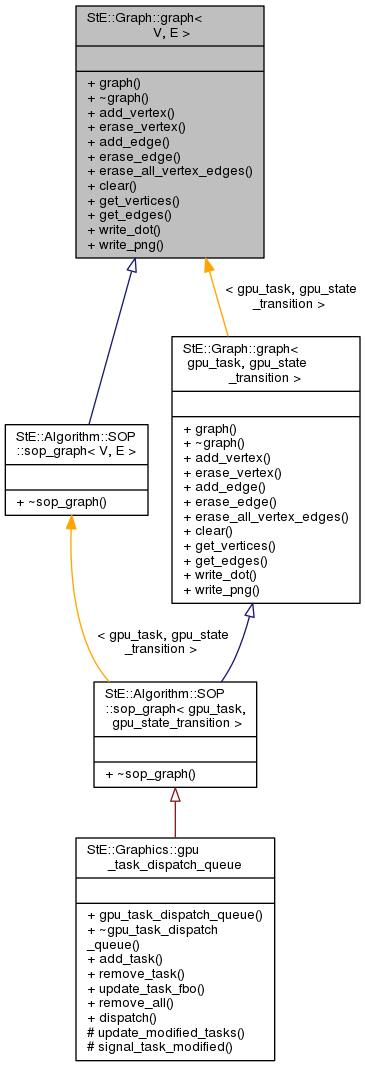 StE::Graph::graph<
V, E >
+ graph()
+ ~graph()
+ add_vertex()
+ erase_vertex()
+ add_edge()
+ erase_edge()
+ erase_all_vertex_edges()
+ clear()
+ get_vertices()
+ get_edges()
+ write_dot()
+ write_png()
< gpu_task, gpu_state
_transition >
StE::Graph::graph<
gpu_task, gpu_state
_transition >
+ graph()
+ ~graph()
+ add_vertex()
+ erase_vertex()
+ add_edge()
+ erase_edge()
+ erase_all_vertex_edges()
+ clear()
+ get_vertices()
+ get_edges()
+ write_dot()
+ write_png()
StE::Algorithm::SOP
::sop_graph< V, E >
+ ~sop_graph()
< gpu_task, gpu_state
_transition >
StE::Algorithm::SOP
::sop_graph< gpu_task,
gpu_state_transition >
+ ~sop_graph()
StE::Graphics::gpu
_task_dispatch_queue
+ gpu_task_dispatch_queue()
+ ~gpu_task_dispatch
_queue()
+ add_task()
+ remove_task()
+ update_task_fbo()
+ remove_all()
+ dispatch()
# update_modified_tasks()
# signal_task_modified()